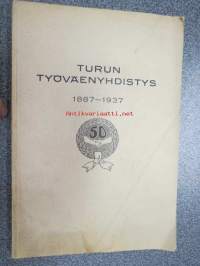 TURUN
TYÖVÄENYHDISTYS
1887–1937
50
antikvariaatti.net